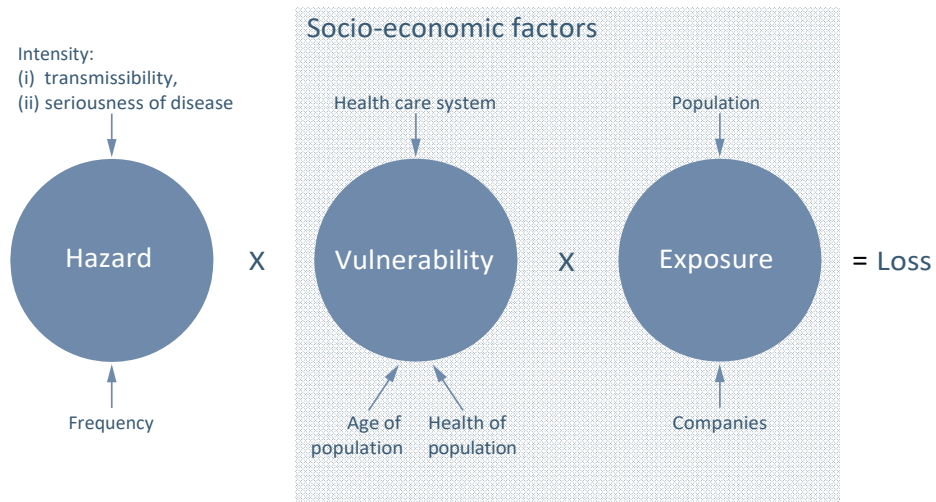 Socio-economic factors
Intensity:
(i) transmissibility,
(ii) seriousness of disease
Health care system
Population
Hazard
X
Vulnerability
X
Exposure
= Loss
Frequency
Age of
population
Health of
population
Companies